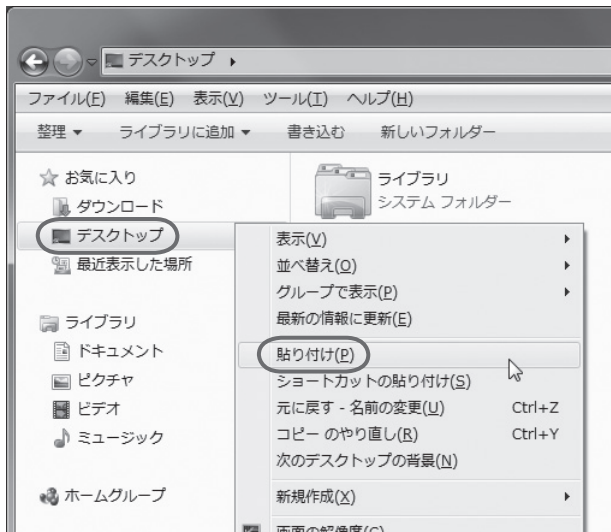 デスクトップ
ファイル(F) 編集(E) 表示(V) ツール(T) ヘルプ(H)
整理 ライブラリに追加 書き込む 新しいフォルダー
お気に入り
ダウンロード
デスクトップ
最近表示した場所
ライブラリ
ドキュメント
ピクチャ
ビデオ
ミュージック
ホームグループ
ライブラリ
システム フォルダー
表示(V)
並べ替え(O)
グループで表示(P)
最新の情報に更新(E)
貼り付け(P)
ショートカットの貼り付け(S)
元に戻す - 名前の変更(U) Ctrl+Z
コピー のやり直し(R) Ctrl+Y
次のデスクトップの背景(N)
新規作成(X)
画面の解像度(C)